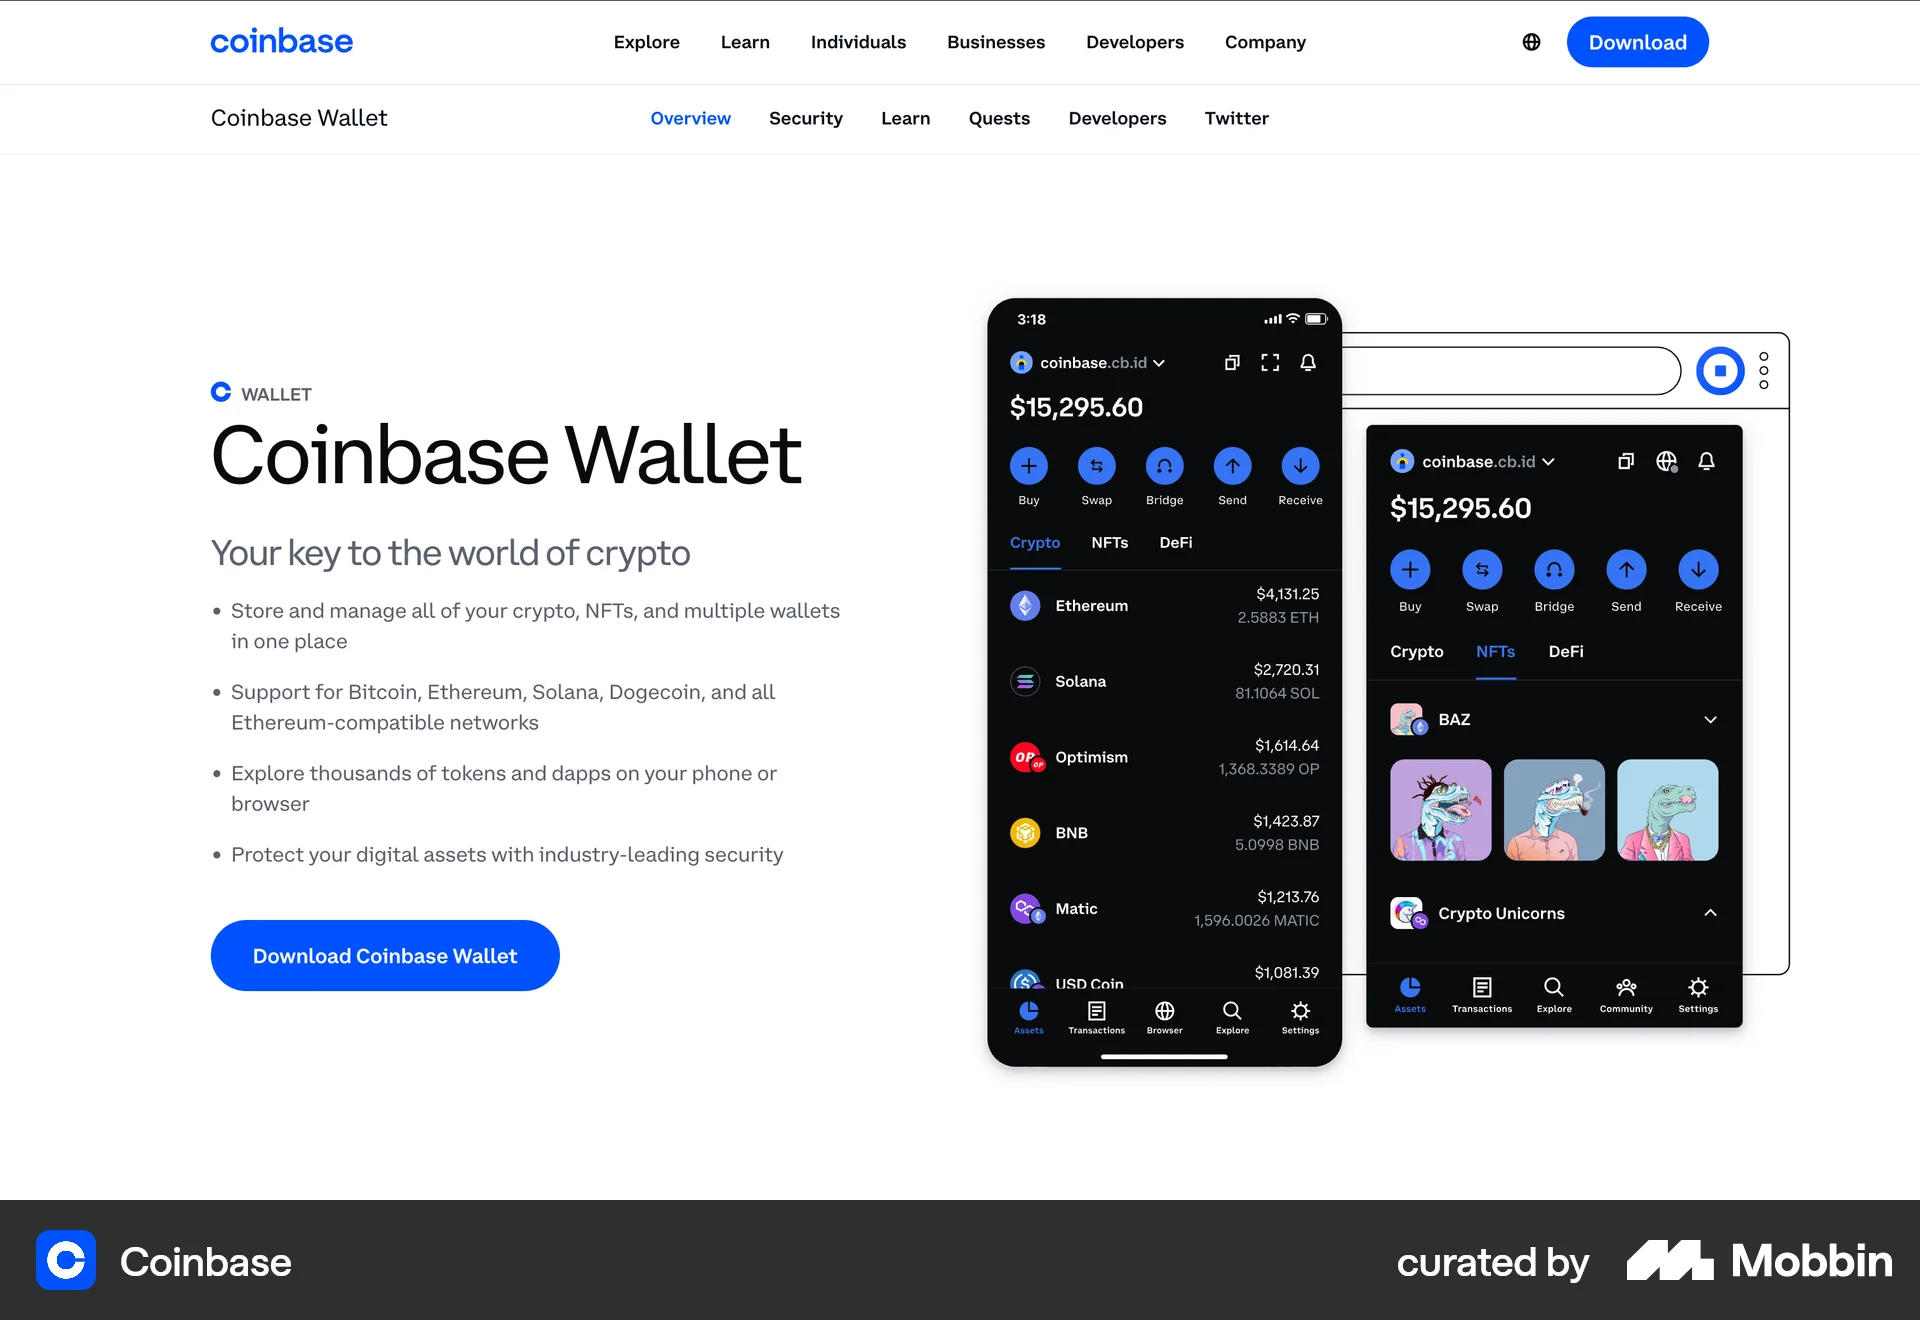 coinbase
Explore Learn Individuals Businesses Developers Company
Download
Coinbase Wallet
Overview Security Learn Quests Developers Twitter
WALLET
Coinbase Wallet
Your key to the world of crypto
• Store and manage all of your crypto, NFTs, and multiple wallets
in one place
• Support for Bitcoin, Ethereum, Solana, Dogecoin, and all
Ethereum-compatible networks
• Explore thousands of tokens and dapps on your phone or
browser
• Protect your digital assets with industry-leading security
Download Coinbase Wallet
3:18
coinbase.cb.id
$15,295.60
Buy Swap Bridge Send Receive
Crypto NFTs DeFi
Ethereum $4,131.25
2.5883 ETH
Solana $2,720.31
81.1064 SOL
OP OP Optimism $1,614.64
1,368.3389 OP
BNB $1,423.87
5.0998 BNB
Matic $1,213.76
1,596.0026 MATIC
USD Coin $1,081.39
Assets Transactions Browser Explore Settings
coinbase.cb.id
$15,295.60
Buy Swap Bridge Send Receive
Crypto NFTs DeFi
BAZ
Crypto Unicorns
Assets Transactions Explore Community Settings
Coinbase
curated by Mobbin